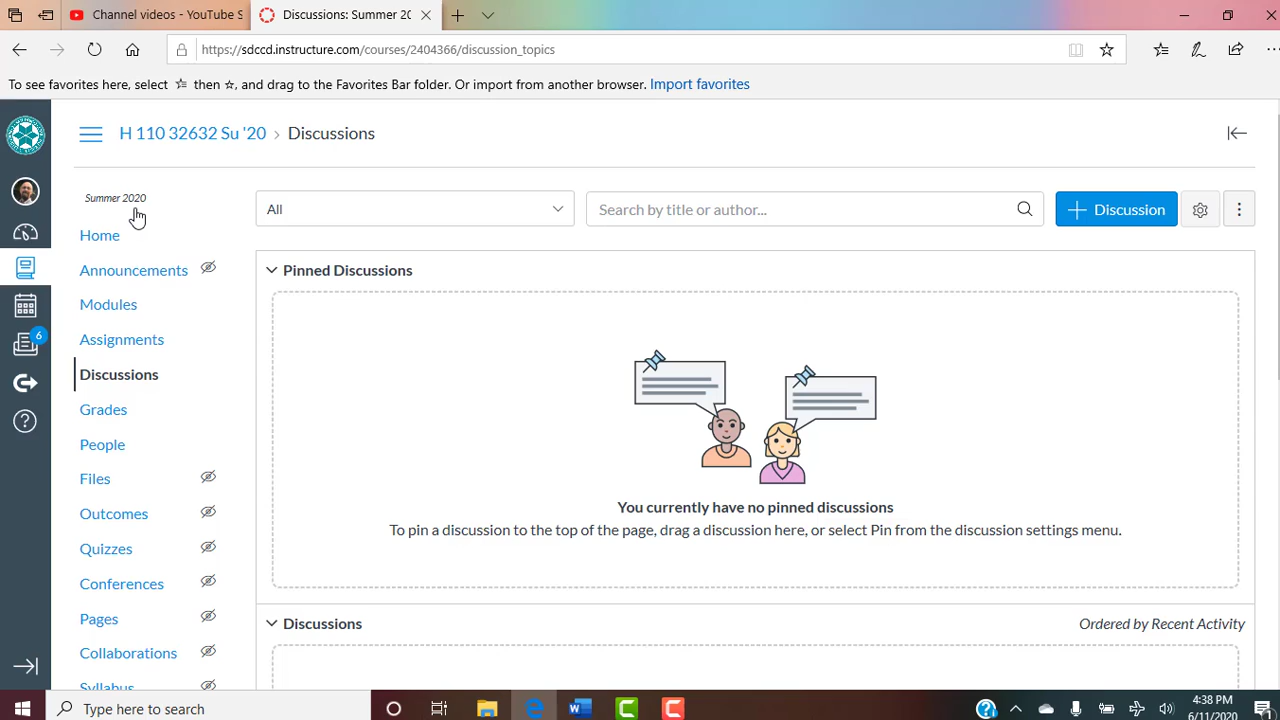 Channel videos - YouTube S
Discussions: Summer 20
https://sdccd.instructure.com/courses/2404366/discussion_topics
To see favorites here, select then ☆, and drag to the Favorites Bar folder. Or import from another browser. Import favorites
H 110 32632 Su '20 > Discussions
Summer 2020
All
Search by title or author...
Discussion
Home
Announcements
Modules
Assignments
Discussions
Grades
People
Files
Outcomes
Quizzes
Conferences
Pages
Collaborations
Syllabus
6
Pinned Discussions
You currently have no pinned discussions
To pin a discussion to the top of the page, drag a discussion here, or select Pin from the discussion settings menu.
Discussions
Ordered by Recent Activity
Type here to search
4:38 PM
6/11/2020